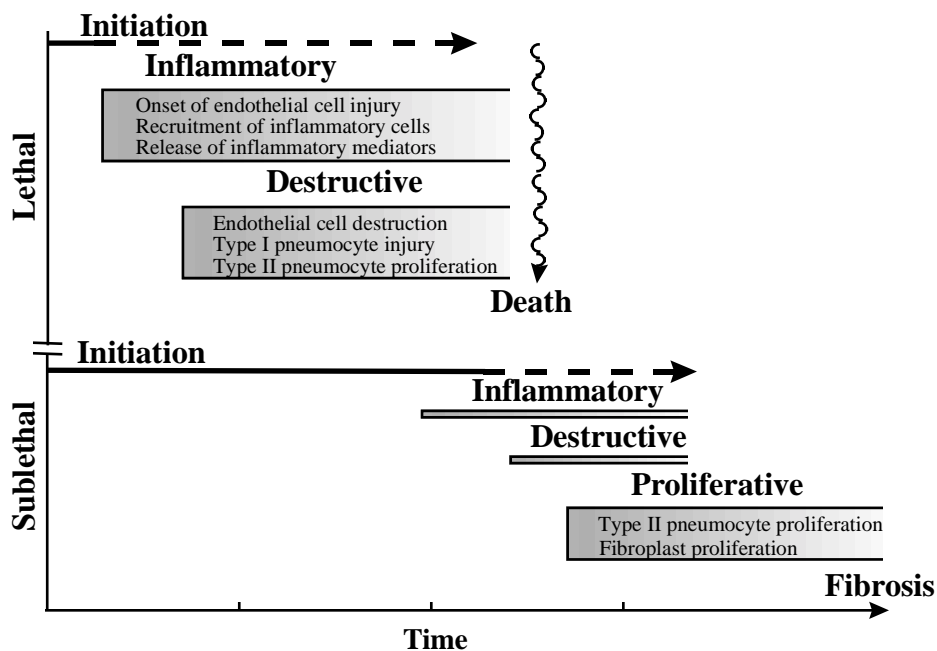 Initiation
Inflammatory
Onset of endothelial cell injury
Recruitment of inflammatory cells
Release of inflammatory mediators
Destructive
Endothelial cell destruction
Type I pneumocyte injury
Type II pneumocyte proliferation
Death
Lethal
Initiation
Inflammatory
Destructive
Proliferative
Type II pneumocyte proliferation
Fibroplast proliferation
Fibrosis
Sublethal
Time